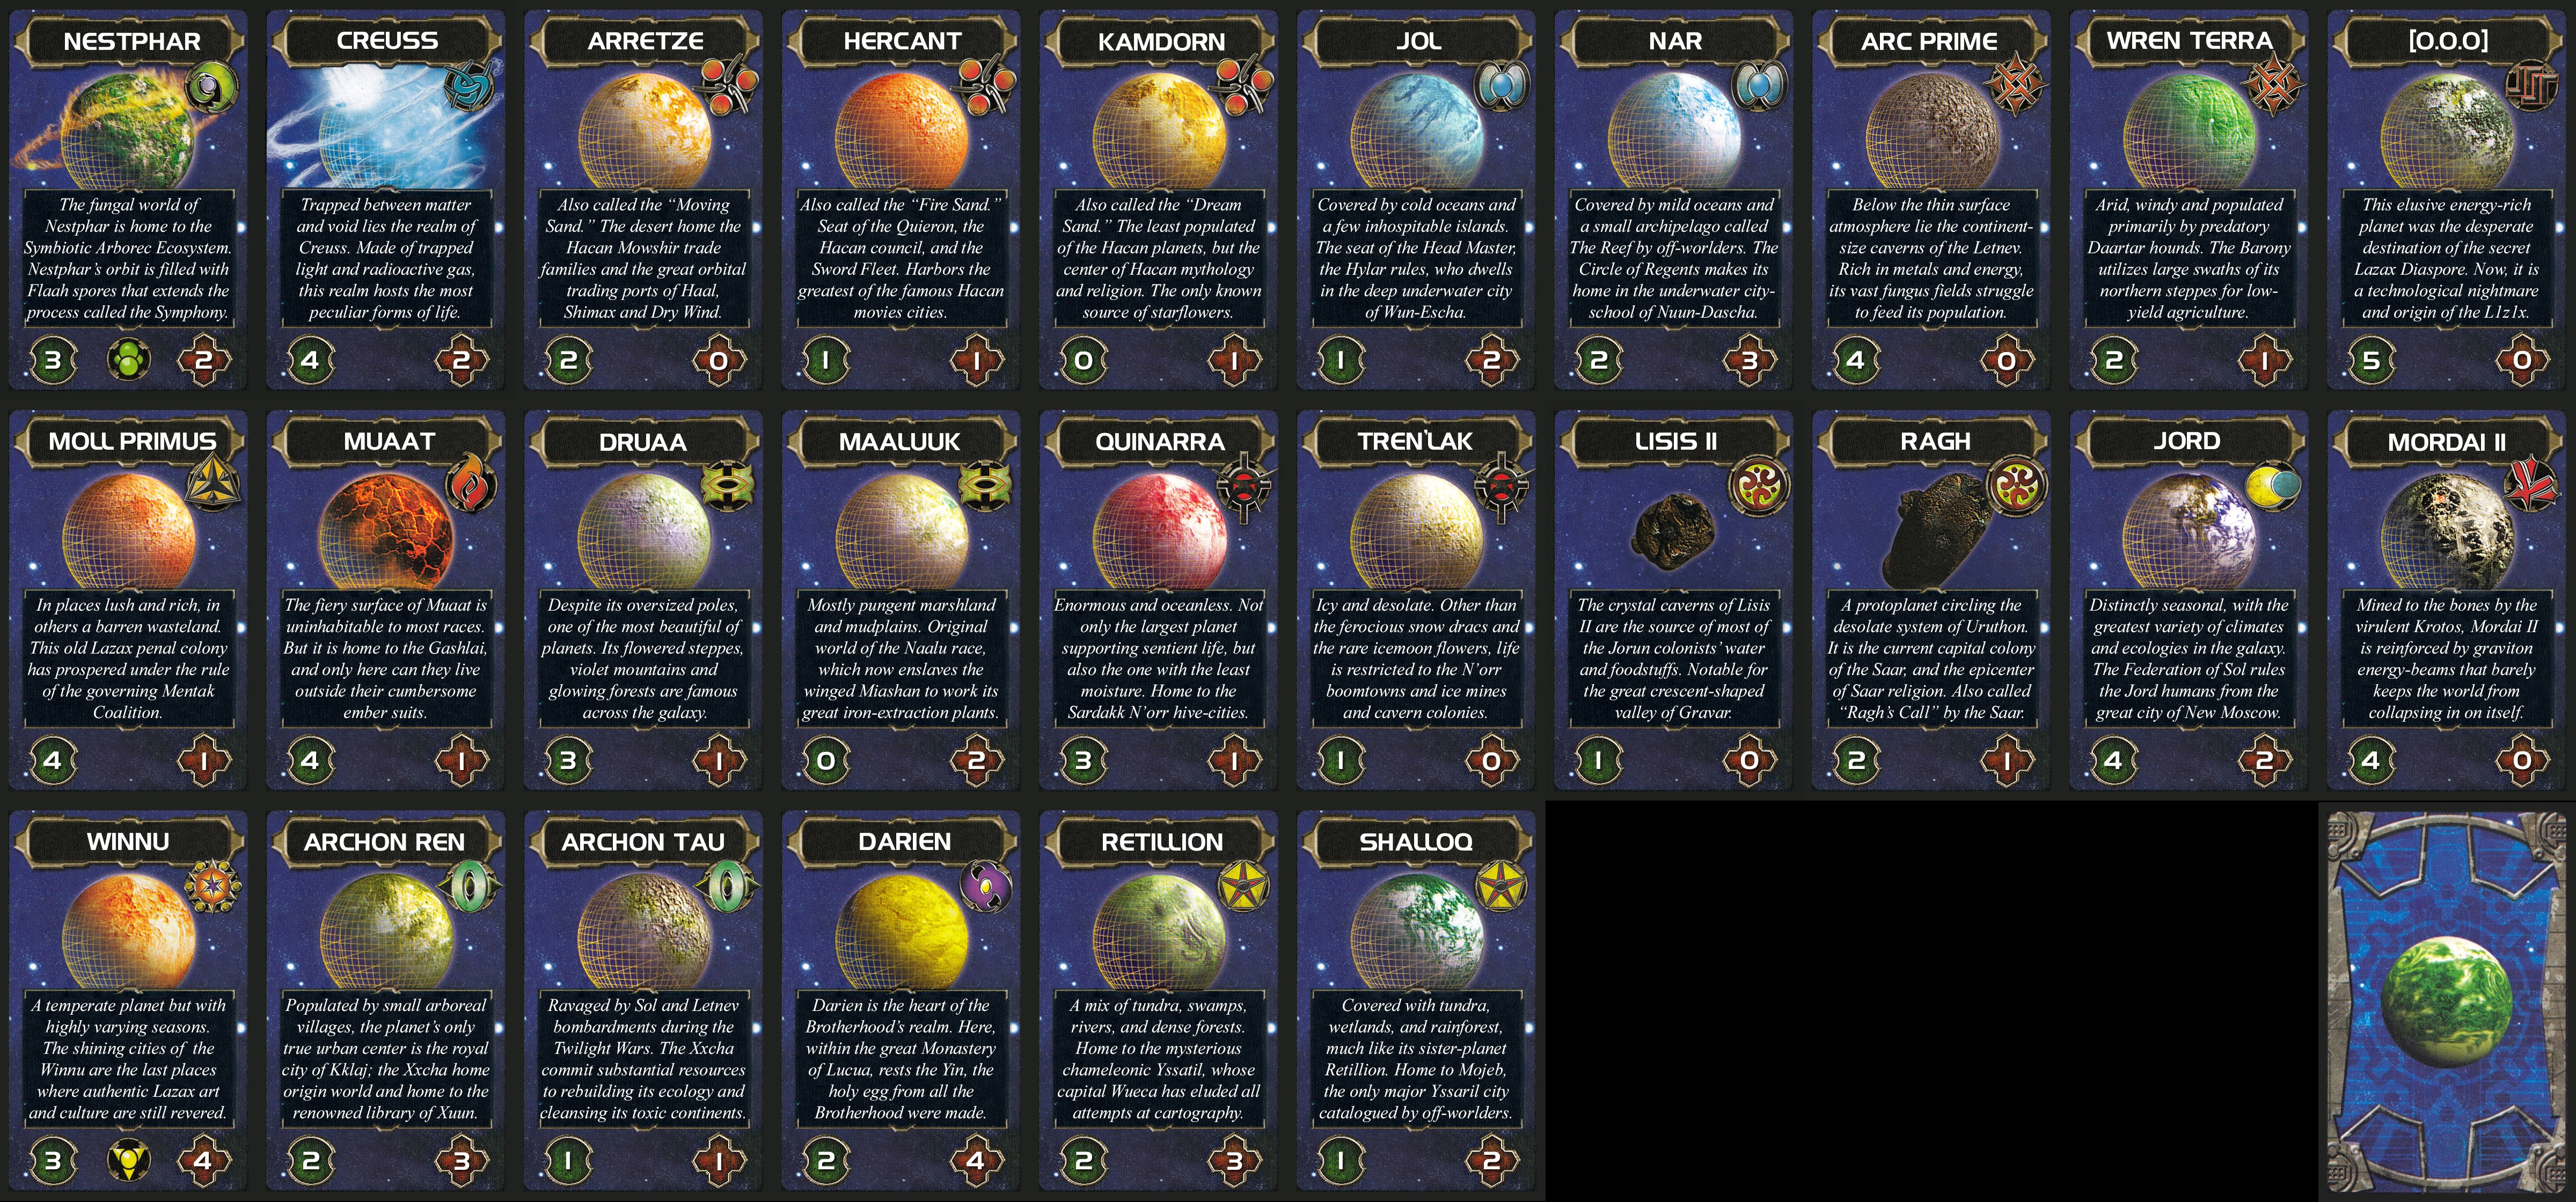 NESTPHAR
The fungal world of
Nestphar is home to the
Symbiotic Arborec Ecosystem.
Nestphar's orbit is filled with
Flaah spores that extends the
process called the Symphony.
3
2
CREUSS
Trapped between matter
and void lies the realm of
Creuss. Made of trapped
light and radioactive gas,
this realm hosts the most
peculiar forms of life.
4
2
ARRETZE
Also called the “Moving
Sand.” The desert home the
Hacan Mowshir trade
families and the great orbital
trading ports of Haal,
Shimax and Dry Wind.
2
0
HERCANT
Also called the “Fire Sand.”
Seat of the Quieron, the
Hacan council, and the
Sword Fleet. Harbors the
greatest of the famous Hacan
movies cities.
1
1
KAMDORN
Also called the “Dream
Sand.” The least populated
of the Hacan planets, but the
center of Hacan mythology
and religion. The only known
source of starflowers.
0
1
JOL
Covered by cold oceans and
a few inhospitable islands.
The seat of the Head Master,
the Hylar rules, who dwells
in the deep underwater city
of Wun-Escha.
1
2
NAR
Covered by mild oceans and
a small archipelago called
The Reef by off-worlders. The
Circle of Regents makes its
home in the underwater city-
school of Nuun-Dascha.
2
3
ARC PRIME
Below the thin surface
atmosphere lie the continent-
size caverns of the Letnev.
Rich in metals and energy,
its vast fungus fields struggle
to feed its population.
4
0
WREN TERRA
Arid, windy and populated
primarily by predatory
Daartar hounds. The Barony
utilizes large swaths of its
northern steppes for low-
yield agriculture.
2
1
[0.0.0]
This elusive energy-rich
planet was the desperate
destination of the secret
Lazax Diaspore. Now, it is
a technological nightmare
and origin of the L1z1x.
5
0
MOLL PRIMUS
In places lush and rich, in
others a barren wasteland.
This old Lazax penal colony
has prospered under the rule
of the governing Mentak
Coalition.
4
1
MUAAT
The fiery surface of Muaat is
uninhabitable to most races.
But it is home to the Gashlai,
and only here can they live
outside their cumbersome
ember suits.
4
1
DRUAA
Despite its oversized poles,
one of the most beautiful of
planets. Its flowered steppes,
violet mountains and
glowing forests are famous
across the galaxy.
3
1
MAALUUK
Mostly pungent marshland
and mudplains. Original
world of the Naalu race,
which now enslaves the
winged Miashan to work its
great iron-extraction plants.
0
2
QUINARRA
Enormous and oceanless. Not
only the largest planet
supporting sentient life, but
also the one with the least
moisture. Home to the
Sardakk N'orr hive-cities.
3
1
TREN'LAK
Icy and desolate. Other than
the ferocious snow dracs and
the rare icemoon flowers, life
is restricted to the N'orr
boomtowns and ice mines
and cavern colonies.
1
0
LISIS II
The crystal caverns of Lisis
II are the source of most of
the Jorun colonists' water
and foodstuffs. Notable for
the great crescent-shaped
valley of Gravar.
1
0
RAGH
A protoplanet circling the
desolate system of Uruthon.
It is the current capital colony
of the Saar, and the epicenter
of Saar religion. Also called
“Ragh's Call” by the Saar.
2
1
JORD
Distinctly seasonal, with the
greatest variety of climates
and ecologies in the galaxy.
The Federation of Sol rules
the Jord humans from the
great city of New Moscow.
4
2
MORDAI II
Mined to the bones by the
virulent Krotos, Mordai II
is reinforced by graviton
energy-beams that barely
keeps the world from
collapsing in on itself.
4
0
WINNU
A temperate planet but with
highly varying seasons.
The shining cities of the
Winnu are the last places
where authentic Lazax art
and culture are still revered.
3
4
ARCHON REN
Populated by small arboreal
villages, the planet's only
true urban center is the royal
city of Kklaj; the Xxcha home
origin world and home to the
renowned library of Xuun.
2
3
ARCHON TAU
Ravaged by Sol and Letnev
bombardments during the
Twilight Wars. The Xxcha
commit substantial resources
to rebuilding its ecology and
cleansing its toxic continents.
1
1
DARIEN
Darien is the heart of the
Brotherhood's realm. Here,
within the great Monastery
of Lucua, rests the Yin, the
holy egg from all the
Brotherhood were made.
2
4
RETILLION
A mix of tundra, swamps,
rivers, and dense forests.
Home to the mysterious
chameleonic Yssatil, whose
capital Wueca has eluded all
attempts at cartography.
2
3
SHALLOQ
Covered with tundra,
wetlands, and rainforest,
much like its sister-planet
Retillion. Home to Mojeb,
the only major Yssaril city
catalogued by off-worlders.
1
2